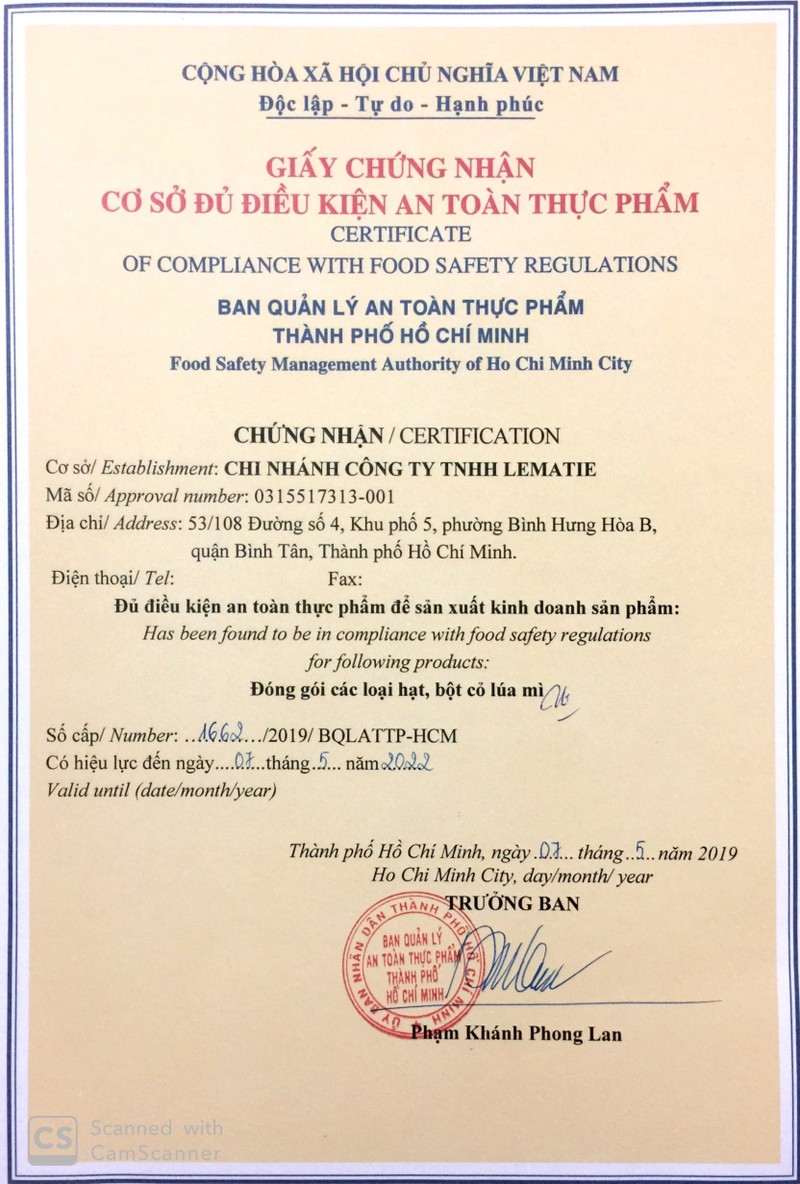 CỘNG HÒA XÃ HỘI CHỦ NGHĨA VIỆT NAM
Độc lập - Tự do - Hạnh phúc
GIẤY CHỨNG NHẬN
CƠ SỞ ĐỦ ĐIỀU KIỆN AN TOÀN THỰC PHẨM
CERTIFICATE
OF COMPLIANCE WITH FOOD SAFETY REGULATIONS
BAN QUẢN LÝ AN TOÀN THỰC PHẨM
THÀNH PHỐ HỒ CHÍ MINH
Food Safety Management Authority of Ho Chi Minh City
CHỨNG NHẬN / CERTIFICATION
Cơ sở/ Establishment: CHI NHÁNH CÔNG TY TNHH LEMATIE
Mã số/ Approval number: 0315517313-001
Địa chỉ/ Address: 53/108 Đường số 4, Khu phố 5, phường Bình Hưng Hòa B,
quận Bình Tân, Thành phố Hồ Chí Minh.
Điện thoại/ Tel: Fax:
Đủ điều kiện an toàn thực phẩm để sản xuất kinh doanh sản phẩm:
Has been found to be in compliance with food safety regulations
for following products:
Đóng gói các loại hạt, bột cỏ lúa mì
Số cấp/ Number: ..1662.../2019/ BQLATTP-HCM
Có hiệu lực đến ngày....07...tháng..5... năm 2022
Valid until (date/month/year)
Thành phố Hồ Chí Minh, ngày .07... tháng..5.. năm 2019
Ho Chi Minh City, day/month/ year
TRƯỞNG BAN
ỦY BAN NHÂN DÂN THÀNH PHỐ HỒ CHÍ MINH
BAN QUẢN LÝ
AN TOÀN THỰC PHẨM
THÀNH PHỐ
HỒ CHÍ MINH
Phạm Khánh Phong Lan
CS Scanned with
CamScanner